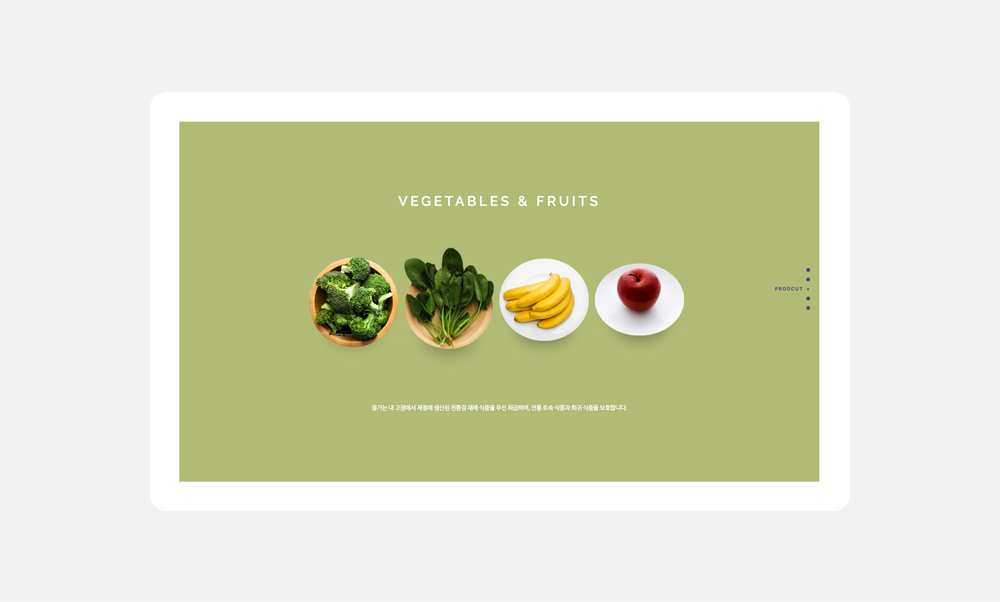 VEGETABLES & FRUITS
PRODCUT
올가는 내 고장에서 제철에 생산된 친환경 재배 식품을 우선 취급하며, 전통 토속 식품과 희귀 식품을 보호합니다.